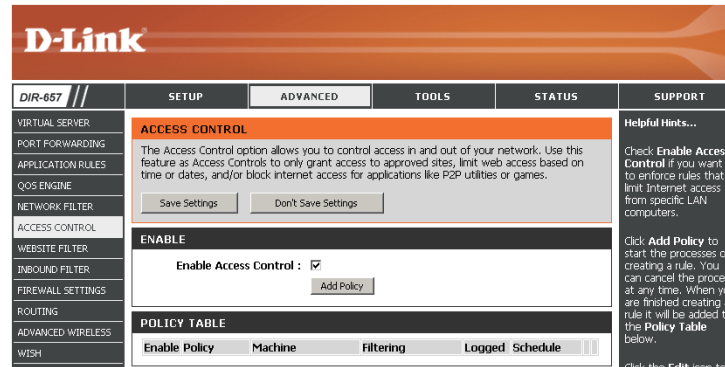 D-Link
DIR-657
SETUP
ADVANCED
TOOLS
STATUS
SUPPORT
VIRTUAL SERVER
PORT FORWARDING
APPLICATION RULES
QOS ENGINE
NETWORK FILTER
ACCESS CONTROL
WEBSITE FILTER
INBOUND FILTER
FIREWALL SETTINGS
ROUTING
ADVANCED WIRELESS
WISH
ACCESS CONTROL
The Access Control option allows you to control access in and out of your network. Use this
feature as Access Controls to only grant access to approved sites, limit web access based on
time or dates, and/or block internet access for applications like P2P utilities or games.
Save Settings
Don't Save Settings
ENABLE
Enable Access Control :
Add Policy
POLICY TABLE
Enable Policy Machine Filtering Logged Schedule
Helpful Hints...
Check Enable Acces
Control if you want
to enforce rules that
limit Internet access
from specific LAN
computers.
Click Add Policy to
start the processes o
creating a rule. You
can cancel the proce
at any time. When yo
are finished creating
rule it will be added t
the Policy Table
below.
Click the Edit icon to